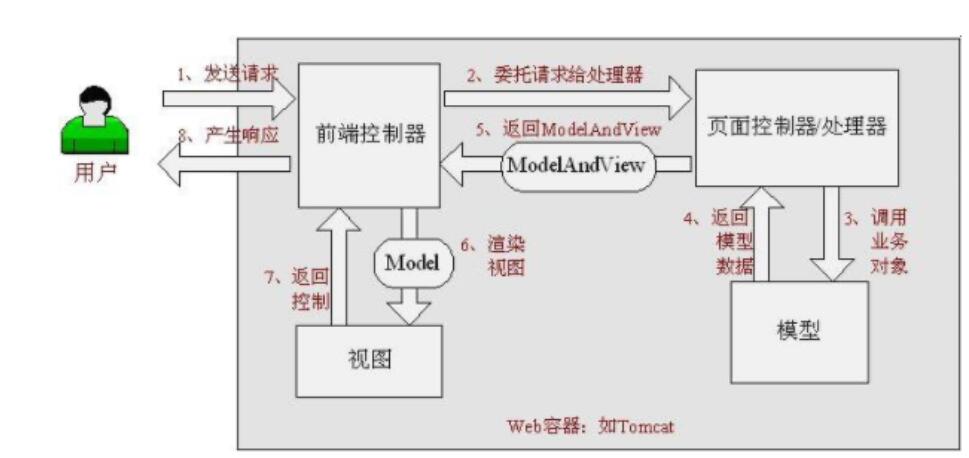 1、发送请求
2、委托请求给处理器
前端控制器
页面控制器/处理器
8、产生响应
5、返回ModelAndView
ModelAndView
用户
4、返回
模型
数据
3、调用
业务
对象
6、渲染
视图
Model
7、返回
控制
视图
模型
Web容器：如Tomcat